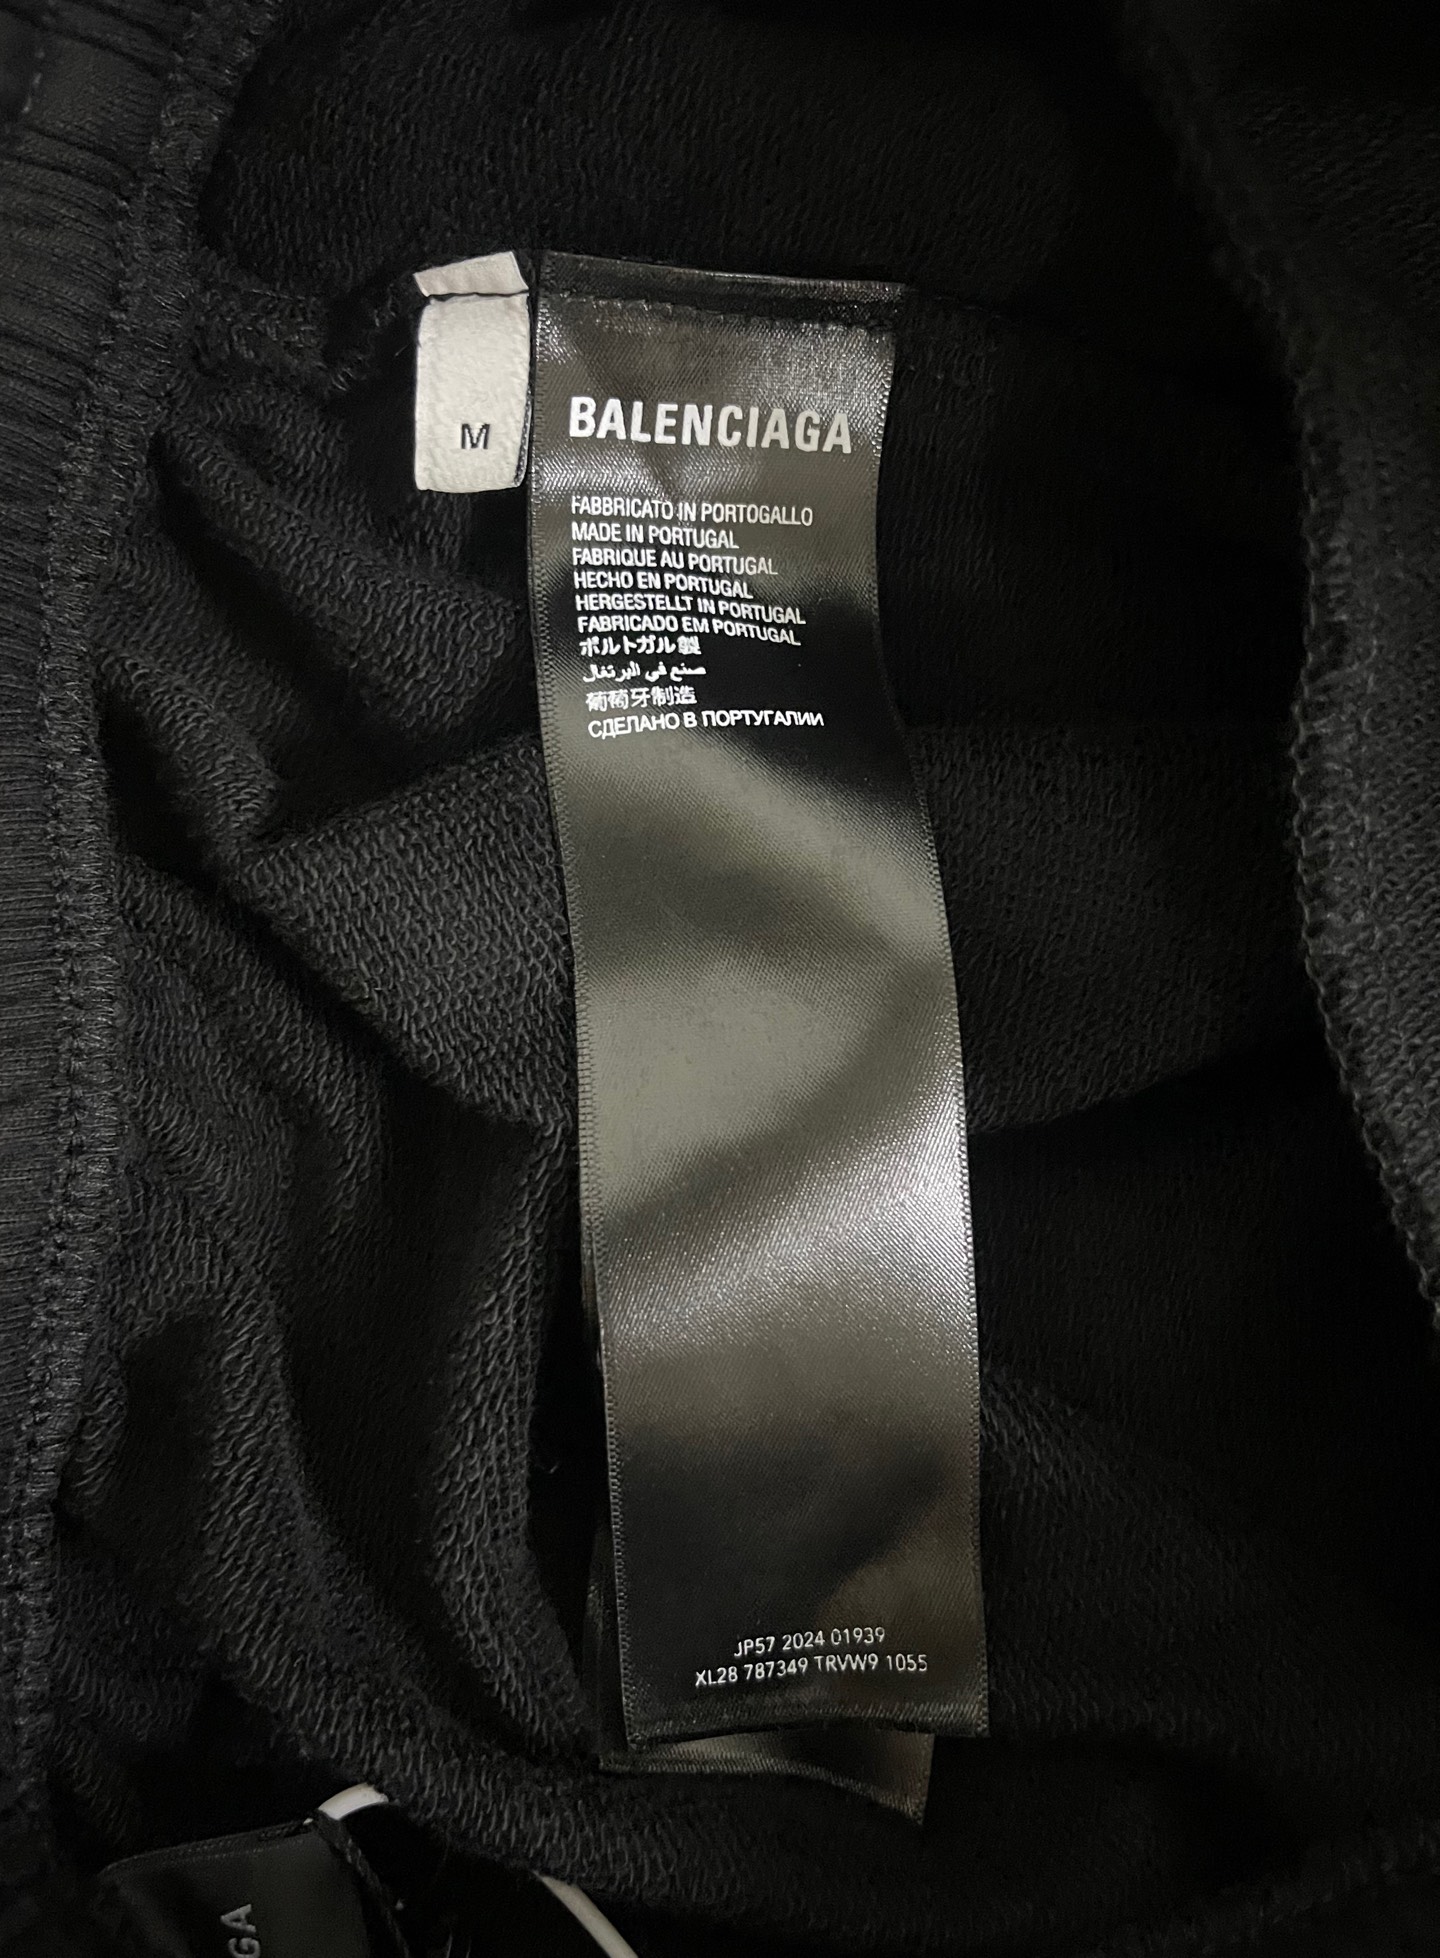 M
BALENCIAGA
FABBRICATO IN PORTOGALLO
MADE IN PORTUGAL
FABRIQUE AU PORTUGAL
HECHO EN PORTUGAL
HERGESTELLT IN PORTUGAL
FABRICADO EM PORTUGAL
ポルトガル製
صنع في البرتغال
葡萄牙制造
СДЕЛАНО В ПОРТУГАЛИИ
JP57 2024 01939
XL28 787349 TRVW9 1055
GA